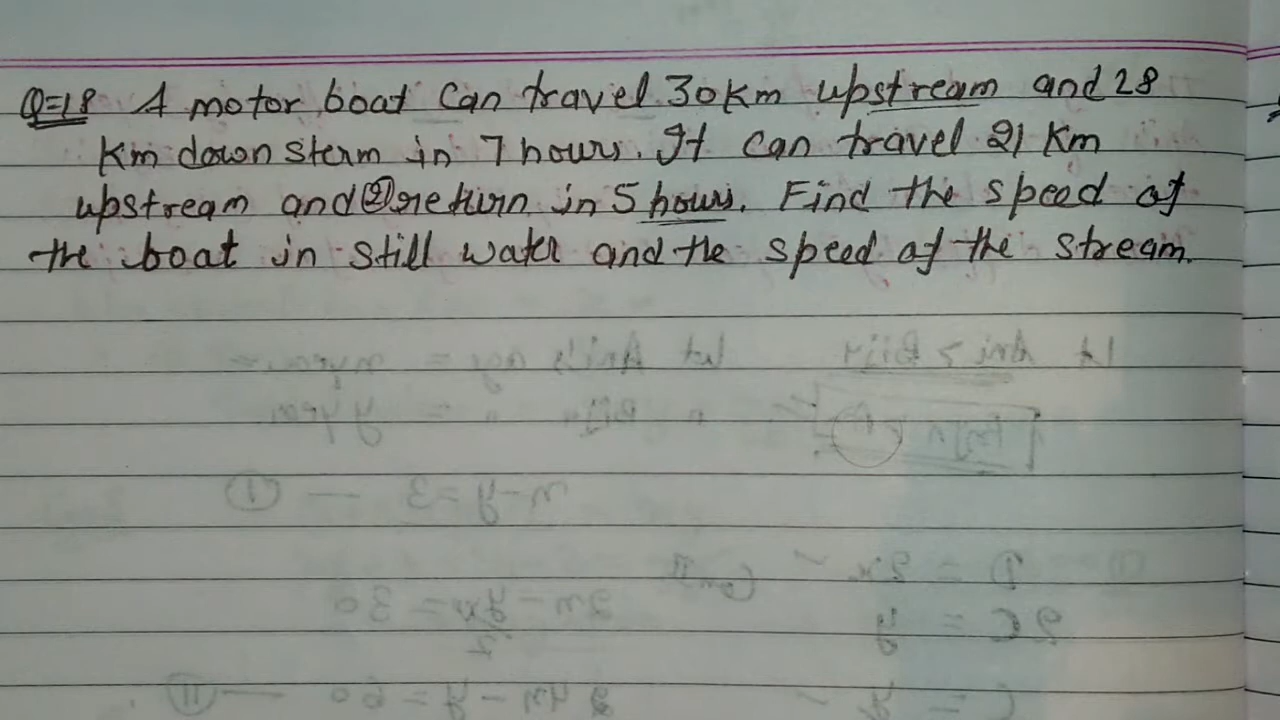 Q=18 A motor boat Can travel 30 Km upstream and 28
Km down sterm in 7 hours. It can travel 21 Km
upstream and 21 return in 5 hours. Find the speed of
the boat in still water and the speed of the stream.